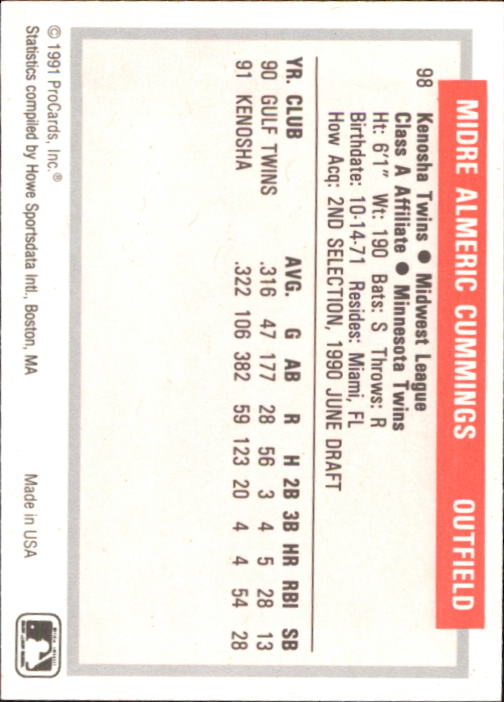 MIDRE ALMERIC CUMMINGS OUTFIELD
98 Kenosha Twins ● Midwest League
Class A Affiliate ● Minnesota Twins
Ht: 6'1" Wt: 190 Bats: S Throws: R
Birthdate: 10-14-71 Resides: Miami, FL
How Acq: 2ND SELECTION, 1990 JUNE DRAFT
YR. CLUB AVG. G AB R H 2B 3B HR RBI SB
90 GULF TWINS .316 47 177 28 56 3 4 5 28 13
91 KENOSHA .322 106 382 59 123 20 4 4 54 28
© 1991 ProCards, Inc.® Made in USA
Statistics compiled by Howe Sportsdata Intl., Boston, MA